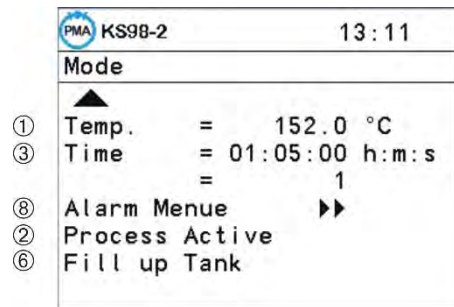 PMA KS98-2 13:11
Mode
① Temp. = 152.0 °C
③ Time = 01:05:00 h:m:s
= 1
⑧ Alarm Menue
② Process Active
⑥ Fill up Tank